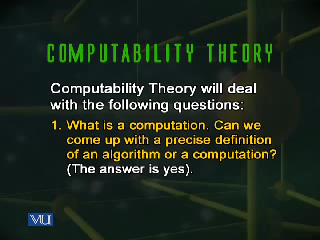 COMPUTABILITY THEORY
Computability Theory will deal
with the following questions:
1. What is a computation. Can we
come up with a precise definition
of an algorithm or a computation?
(The answer is yes).
VU